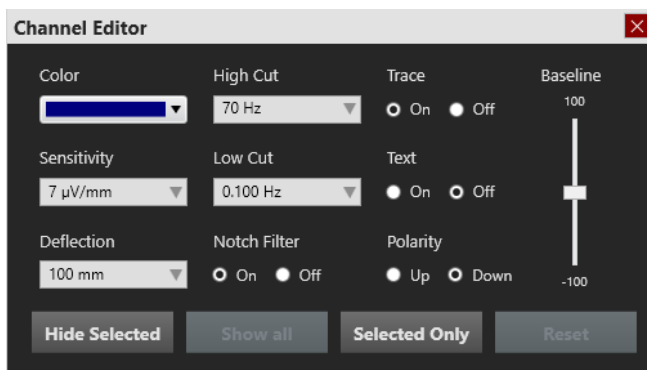 Channel Editor
Color
High Cut
Trace
Baseline
70 Hz
On
Off
100
Sensitivity
Low Cut
Text
7 µV/mm
0.100 Hz
On
Off
Deflection
Notch Filter
Polarity
100 mm
On
Off
Up
Down
-100
Hide Selected
Show all
Selected Only
Reset